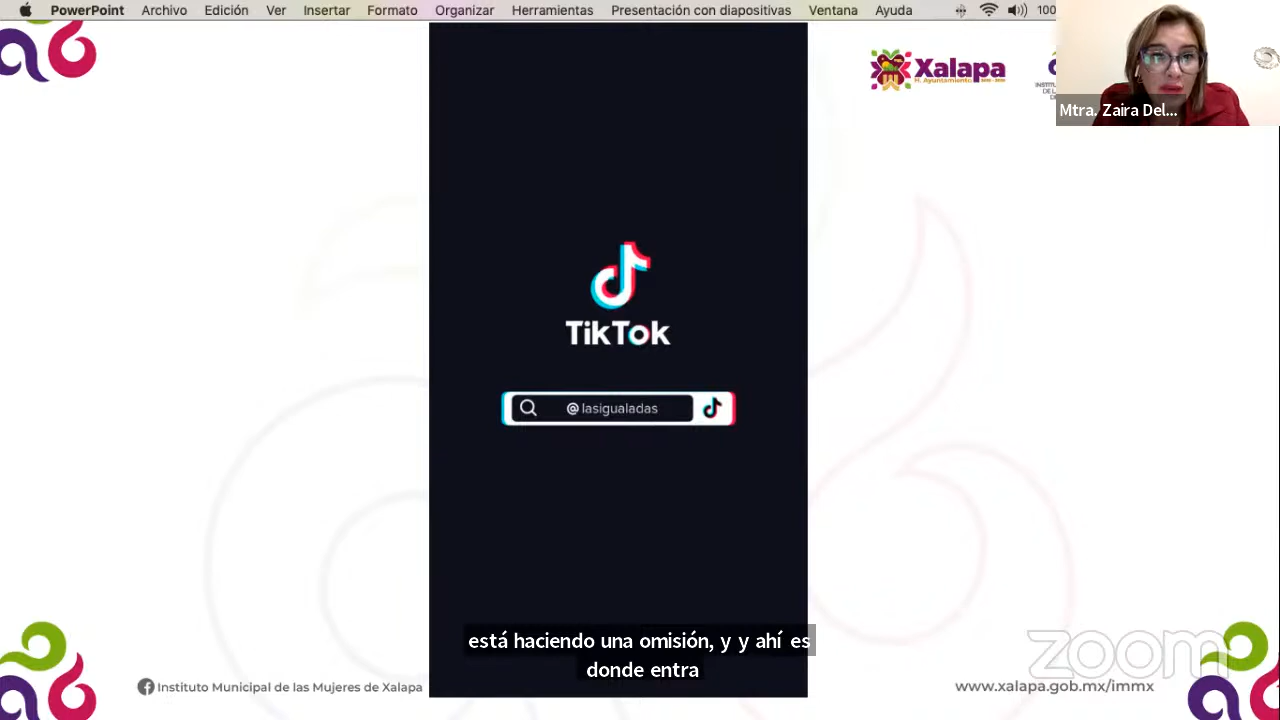 PowerPoint Archivo Edición Ver Insertar Formato Organizar Herramientas Presentación con diapositivas Ventana Ayuda 100
Xalapa
H. Ayuntamiento
Mtra. Zaira Del...
TikTok
@lasigualadas
está haciendo una omisión, y y ahí es
donde entra
zoom
Instituto Municipal de las Mujeres de Xalapa
www.xalapa.gob.mx/immx